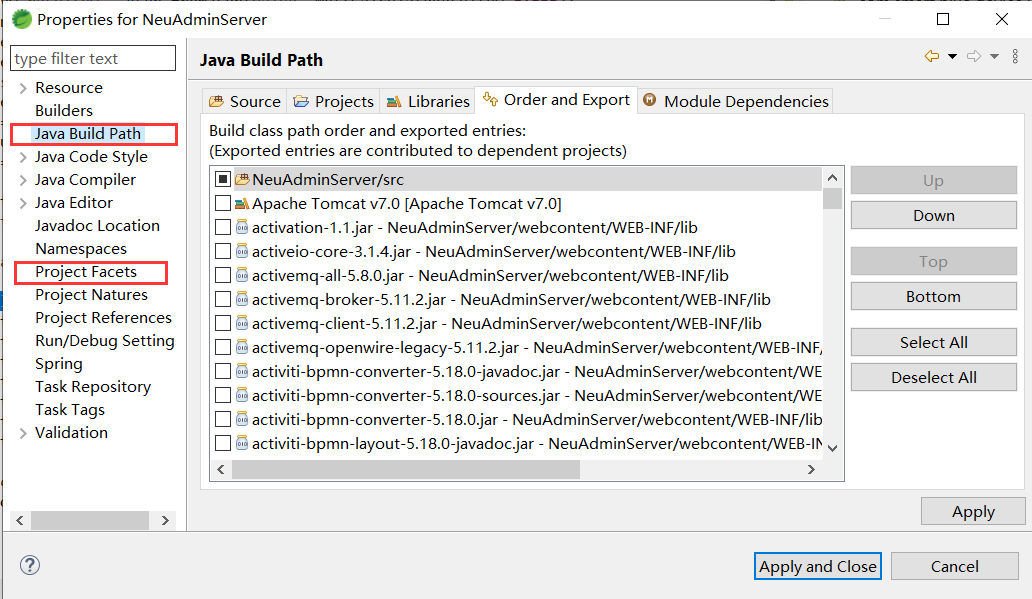 Properties for NeuAdminServer
type filter text
Resource
Builders
Java Build Path
Java Code Style
Java Compiler
Java Editor
Javadoc Location
Namespaces
Project Facets
Project Natures
Project References
Run/Debug Setting
Spring
Task Repository
Task Tags
Validation
Java Build Path
Source Projects Libraries Order and Export Module Dependencies
Build class path order and exported entries:
(Exported entries are contributed to dependent projects)
NeuAdminServer/src
Apache Tomcat v7.0 [Apache Tomcat v7.0]
activation-1.1.jar - NeuAdminServer/webcontent/WEB-INF/lib
activeio-core-3.1.4.jar - NeuAdminServer/webcontent/WEB-INF/lib
activemq-all-5.8.0.jar - NeuAdminServer/webcontent/WEB-INF/lib
activemq-broker-5.11.2.jar - NeuAdminServer/webcontent/WEB-INF/lib
activemq-client-5.11.2.jar - NeuAdminServer/webcontent/WEB-INF/lib
activemq-openwire-legacy-5.11.2.jar - NeuAdminServer/webcontent/WEB-INF/
activiti-bpmn-converter-5.18.0-javadoc.jar - NeuAdminServer/webcontent/WE
activiti-bpmn-converter-5.18.0-sources.jar - NeuAdminServer/webcontent/WE
activiti-bpmn-converter-5.18.0.jar - NeuAdminServer/webcontent/WEB-INF/lib
activiti-bpmn-layout-5.18.0-javadoc.jar - NeuAdminServer/webcontent/WEB-IN
Up
Down
Top
Bottom
Select All
Deselect All
Apply
?
Apply and Close Cancel